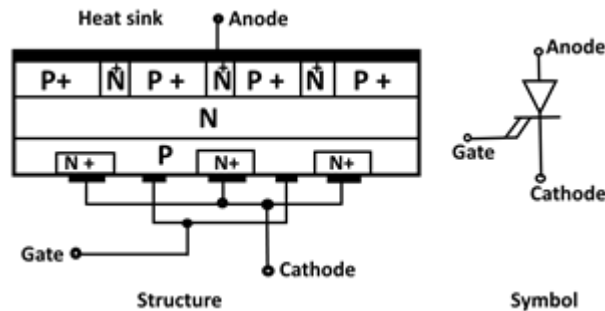 Heat sink Anode
P+ N+ P + N+ P + N+ P +
N
P
N + N+ N+
Gate
Cathode
Structure
Anode
Gate
Cathode
Symbol